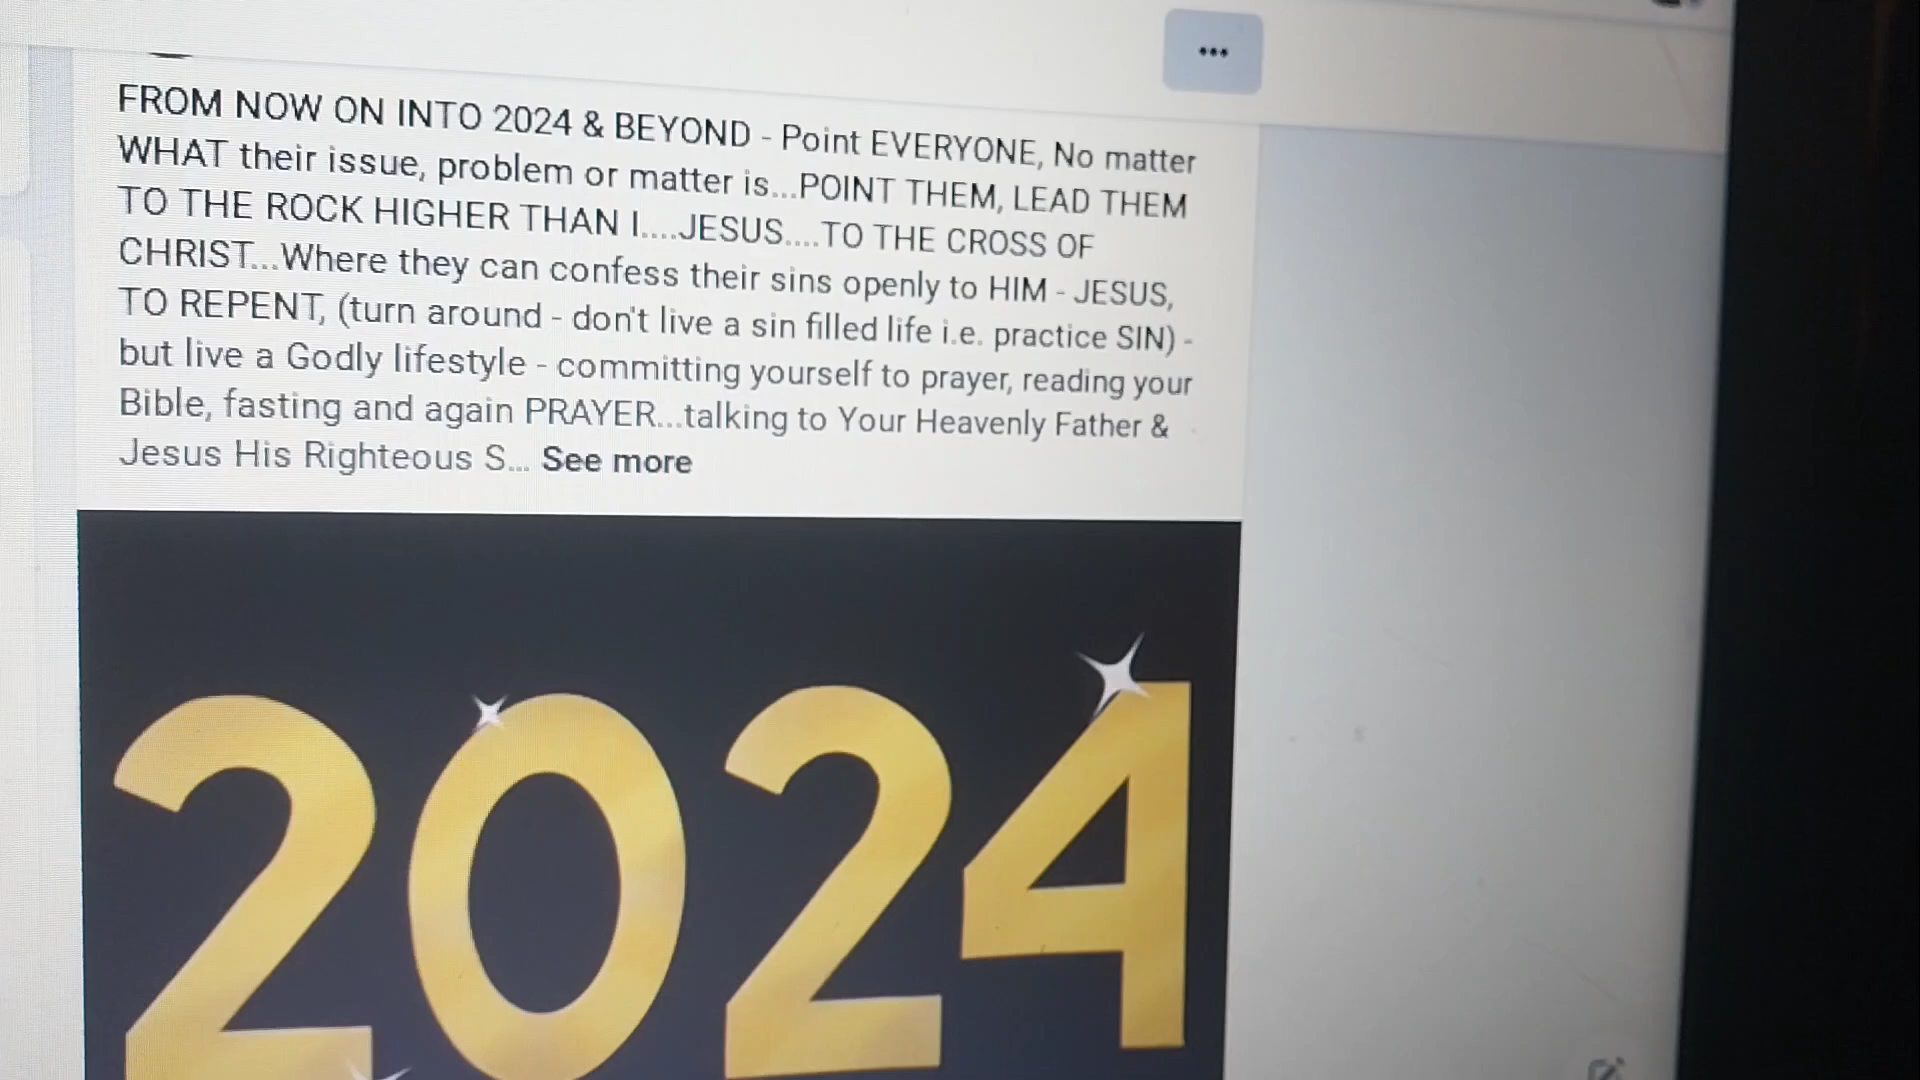 ...
FROM NOW ON INTO 2024 & BEYOND - Point EVERYONE, No matter
WHAT their issue, problem or matter is...POINT THEM, LEAD THEM
TO THE ROCK HIGHER THAN I....JESUS....TO THE CROSS OF
CHRIST...Where they can confess their sins openly to HIM - JESUS,
TO REPENT, (turn around - don't live a sin filled life i.e. practice SIN) -
but live a Godly lifestyle - committing yourself to prayer, reading your
Bible, fasting and again PRAYER...talking to Your Heavenly Father &
Jesus His Righteous S... See more
2024